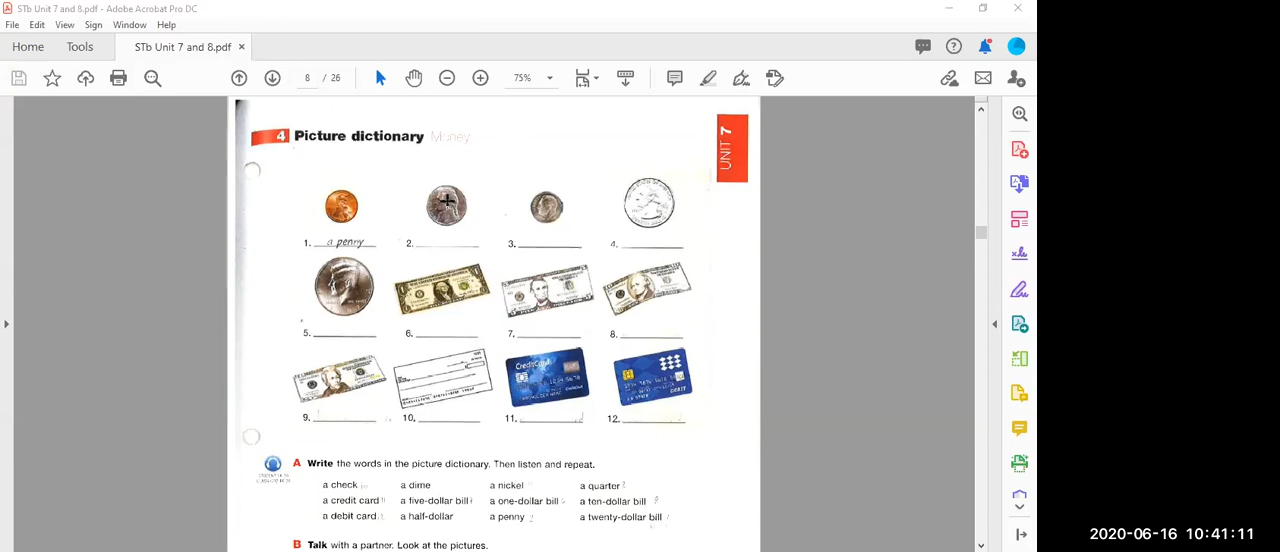 STb Unit 7 and 8.pdf - Adobe Acrobat Pro DC
File Edit View Sign Window Help
Home Tools STb Unit 7 and 8.pdf ×
8 / 26 75%
4 Picture dictionary Money
UNIT 7
1. a penny 2. 3. 4.
5. 6. 7. 8.
CreditCard
DEBIT
9. 10. 11. 12.
A Write the words in the picture dictionary. Then listen and repeat.
a check a dime a nickel a quarter
a credit card a five-dollar bill a one-dollar bill a ten-dollar bill
a debit card a half-dollar a penny a twenty-dollar bill
B Talk with a partner. Look at the pictures.
2020-06-16 10:41:11